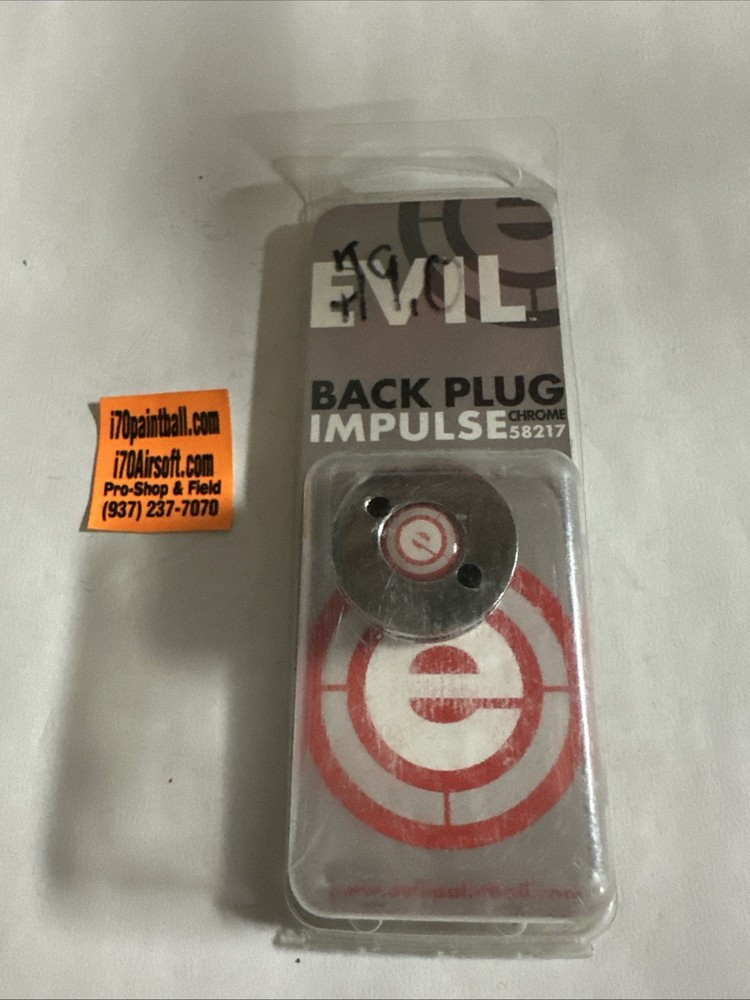 EVIL
BACK PLUG
IMPULSE CHROME
58217
e
e
i70paintball.com
i70Airsoft.com
Pro-Shop & Field
(937) 237-7070